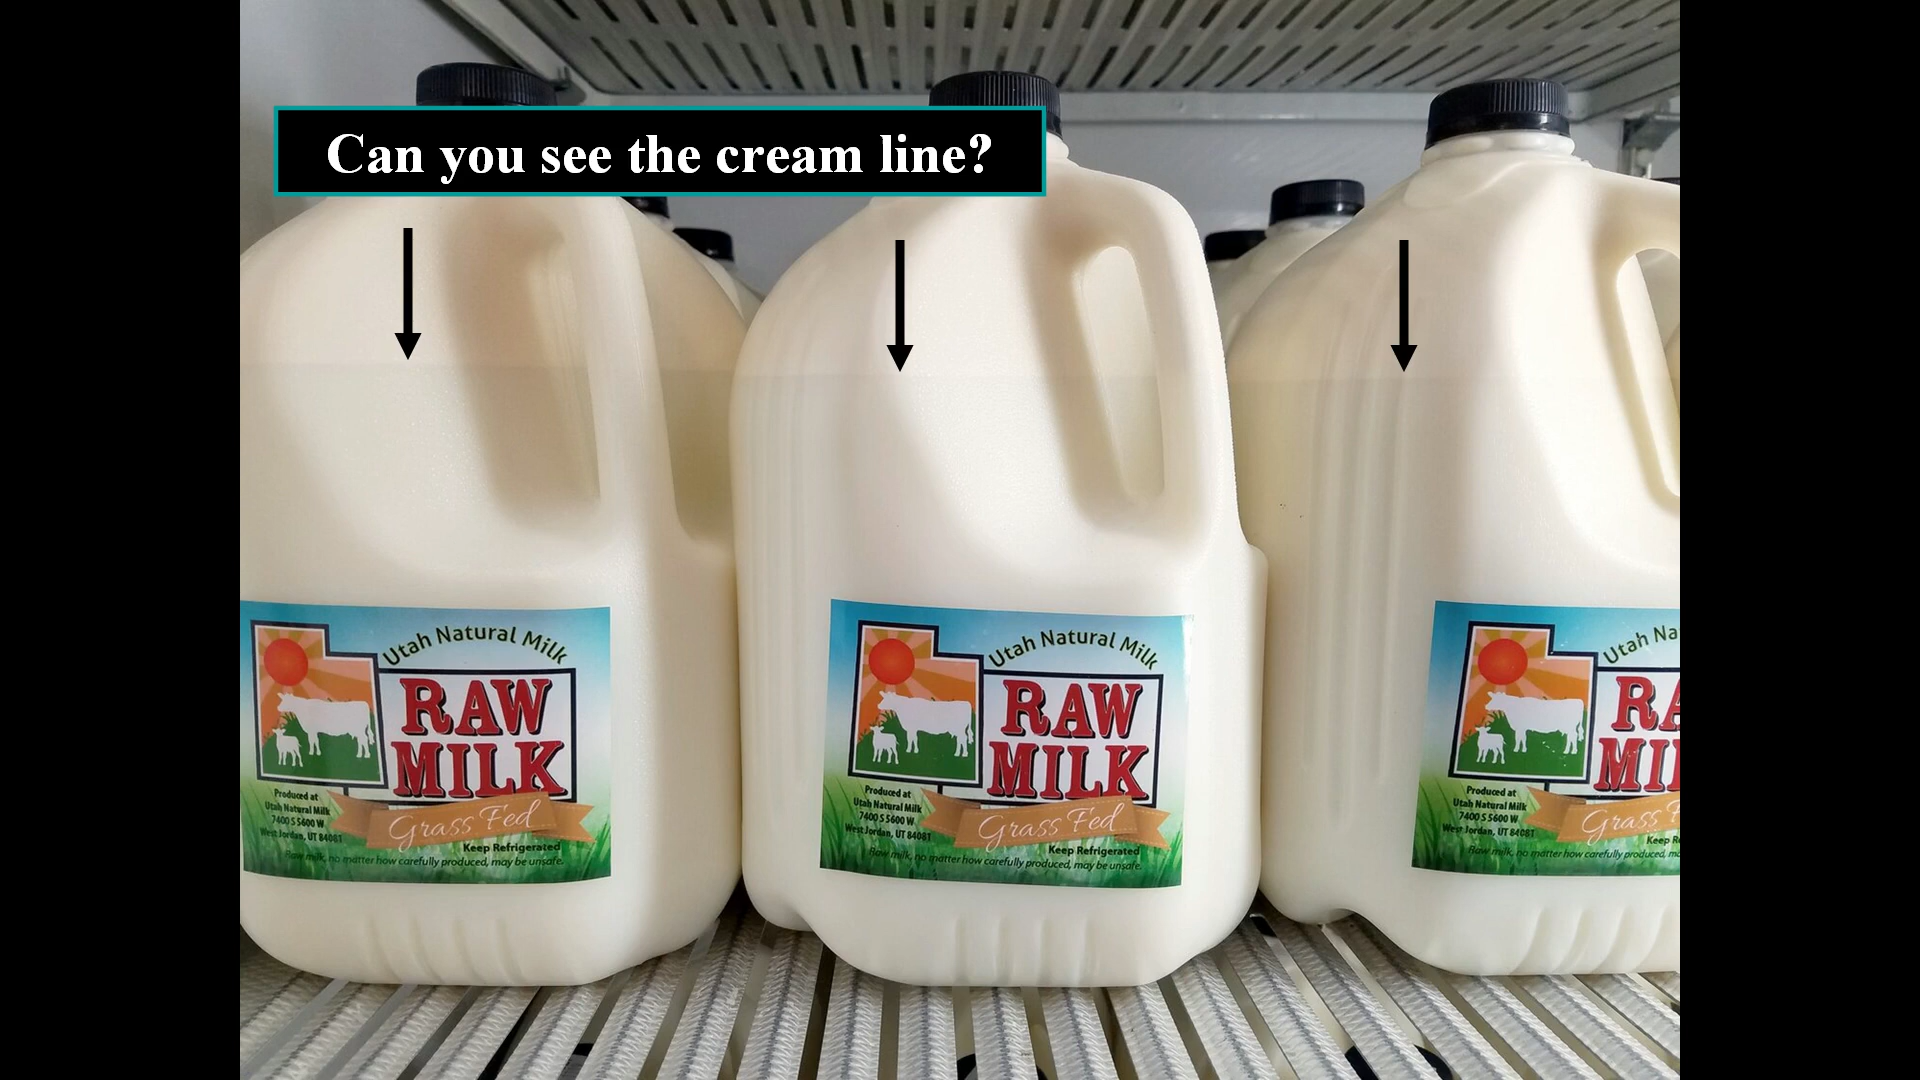 Can you see the cream line?
Utah Natural Milk
RAW
MILK
Grass Fed
Produced at
Utah Natural Milk
7400 S 5600 W
West Jordan, UT 84081
Keep Refrigerated
Raw milk, no matter how carefully produced, may be unsafe.
Utah Natural Milk
RAW
MILK
Grass Fed
Produced at
Utah Natural Milk
7400 S 5600 W
West Jordan, UT 84081
Keep Refrigerated
Raw milk, no matter how carefully produced, may be unsafe.
Utah Na
RA
MIL
Grass F
Produced at
Utah Natural Milk
7400 S 5600 W
West Jordan, UT 84081
Keep Re
Raw milk, no matter how carefully produced, ma